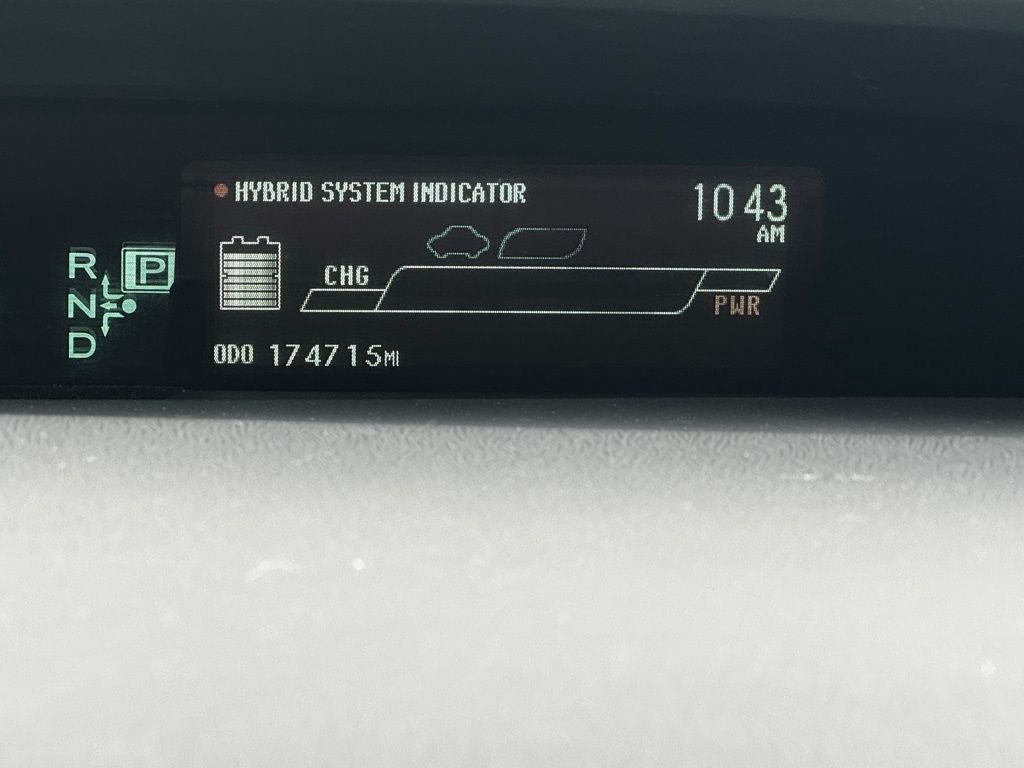 HYBRID SYSTEM INDICATOR
10 43
AM
CHG
PWR
R
P
N
D
ODO 174715MI